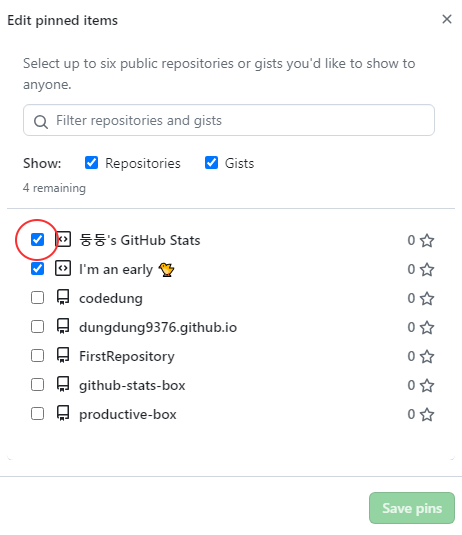 Edit pinned items
Select up to six public repositories or gists you'd like to show to
anyone.
Filter repositories and gists
Show: Repositories Gists
4 remaining
둥둥's GitHub Stats 0
I'm an early 🐤 0
codedung 0
dungdung9376.github.io 0
FirstRepository 0
github-stats-box 0
productive-box 0
Save pins